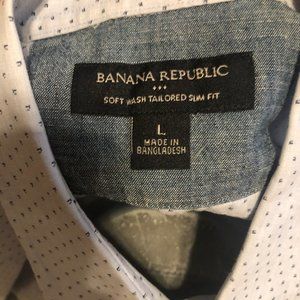 BANANA REPUBLIC
SOFT WASH TAILORED SLIM FIT
L
MADE IN
BANGLADESH